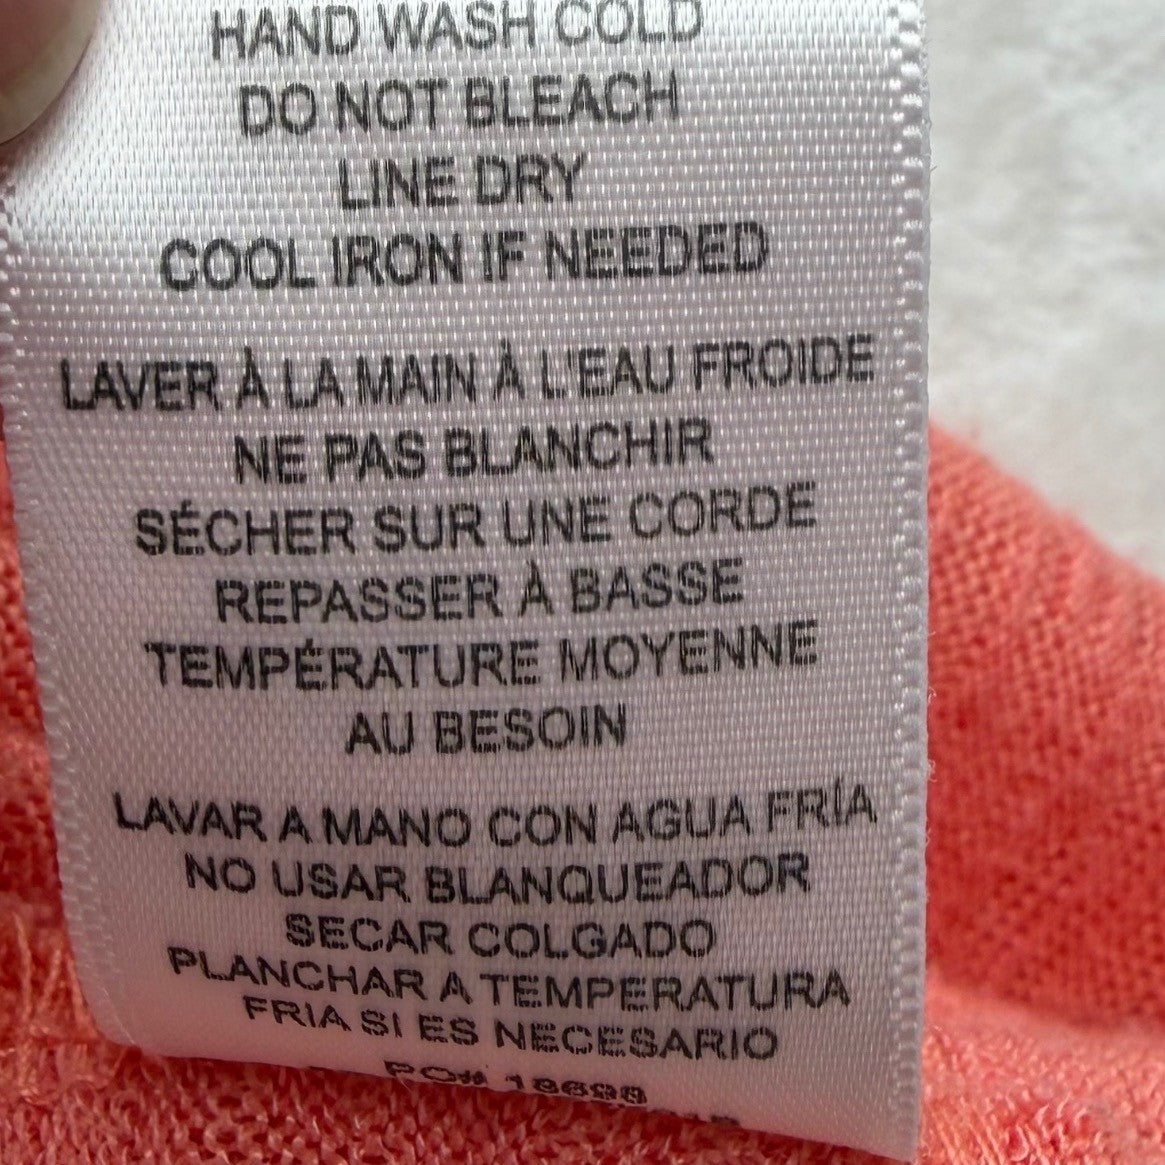 HAND WASH COLD
DO NOT BLEACH
LINE DRY
COOL IRON IF NEEDED
LAVER À LA MAIN À L'EAU FROIDE
NE PAS BLANCHIR
SÉCHER SUR UNE CORDE
REPASSER À BASSE
TEMPÉRATURE MOYENNE
AU BESOIN
LAVAR A MANO CON AGUA FRÍA
NO USAR BLANQUEADOR
SECAR COLGADO
PLANCHAR A TEMPERATURA
FRIA SI ES NECESARIO
PO# 18698